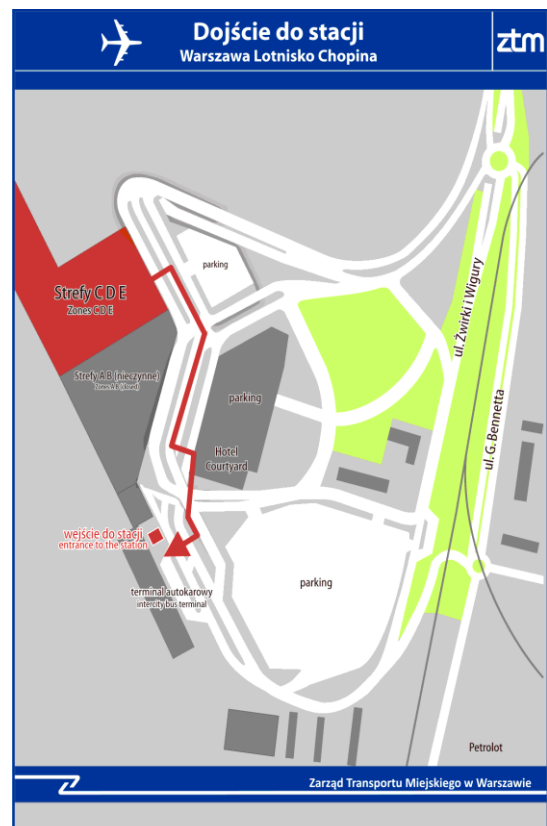 Dojście do stacji
Warszawa Lotnisko Chopina
ztm
parking
Strefy C D E
Zones C D E
ul. Żwirki i Wigury
Strefy A B (nieczynne)
Zones A B (closed)
parking
ul. G. Bennetta
Hotel
Courtyard
wejście do stacji
entrance to the station
parking
terminal autokarowy
intercity bus terminal
Petrolot
Zarząd Transportu Miejskiego w Warszawie